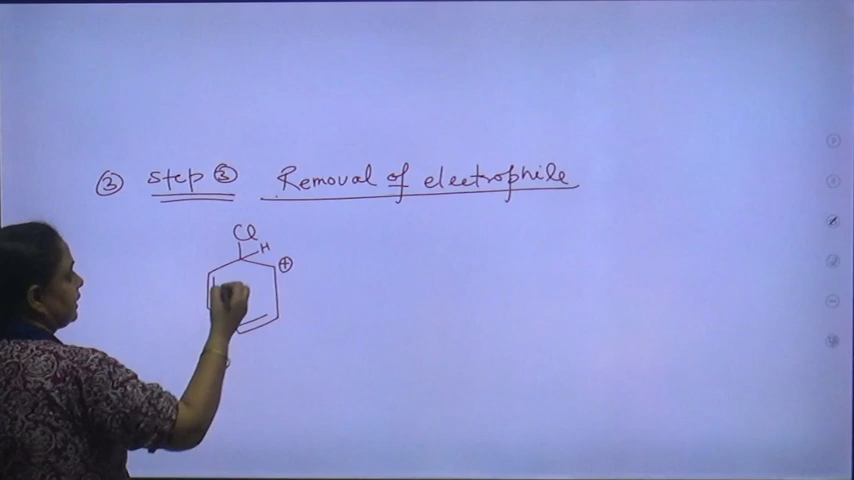 ③ step ③ Removal of electrophile
Cl
H
⊕